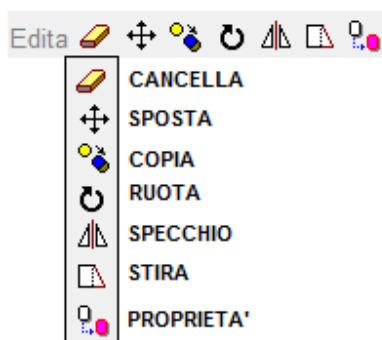 Edita
CANCELLA
SPOSTA
COPIA
RUOTA
SPECCHIO
STIRA
PROPRIETA'